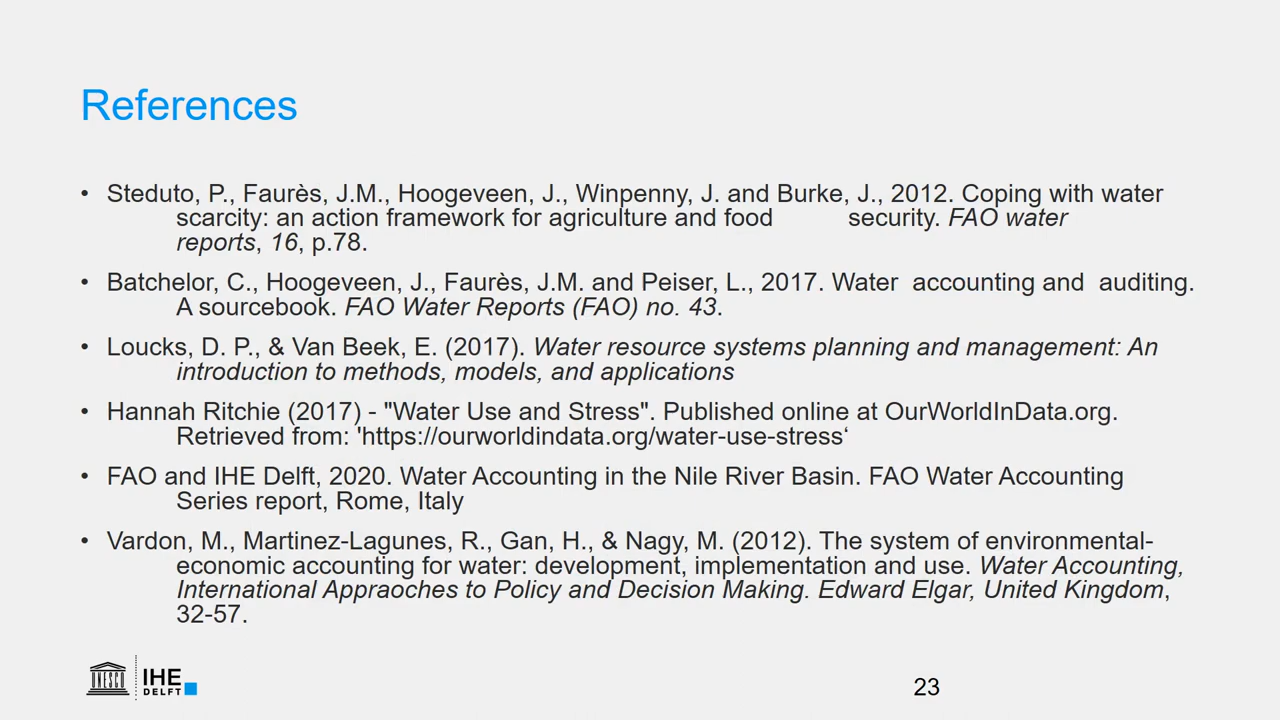 References
• Steduto, P., Faurès, J.M., Hoogeveen, J., Winpenny, J. and Burke, J., 2012. Coping with water
scarcity: an action framework for agriculture and food security. FAO water
reports, 16, p.78.
• Batchelor, C., Hoogeveen, J., Faurès, J.M. and Peiser, L., 2017. Water accounting and auditing.
A sourcebook. FAO Water Reports (FAO) no. 43.
• Loucks, D. P., & Van Beek, E. (2017). Water resource systems planning and management: An
introduction to methods, models, and applications
• Hannah Ritchie (2017) - "Water Use and Stress". Published online at OurWorldInData.org.
Retrieved from: 'https://ourworldindata.org/water-use-stress‘
• FAO and IHE Delft, 2020. Water Accounting in the Nile River Basin. FAO Water Accounting
Series report, Rome, Italy
• Vardon, M., Martinez-Lagunes, R., Gan, H., & Nagy, M. (2012). The system of environmental-
economic accounting for water: development, implementation and use. Water Accounting,
International Appraoches to Policy and Decision Making. Edward Elgar, United Kingdom,
32-57.
UNESCO
IHE
DELFT
23